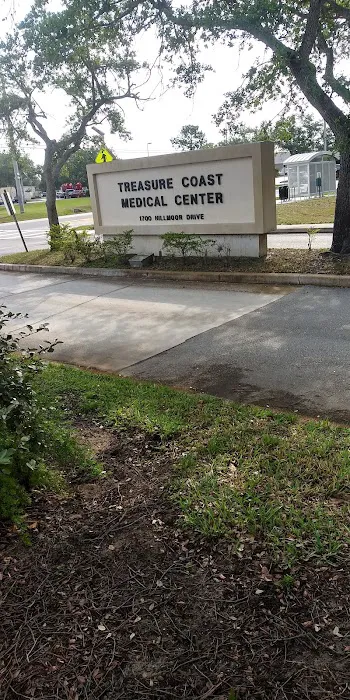 TREASURE COAST
MEDICAL CENTER
1700 HILLMOOR DRIVE